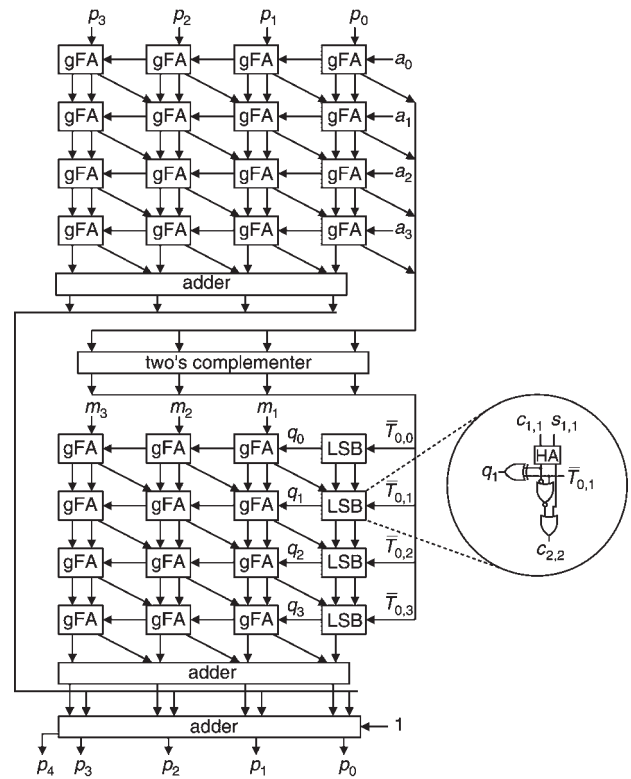 p3 p2 p1 p0
gFA gFA gFA gFA a0
gFA gFA gFA gFA a1
gFA gFA gFA gFA a2
gFA gFA gFA gFA a3
adder
two's complementer
m3 m2 m1
gFA gFA gFA q0 LSB T̅0,0
gFA gFA gFA q1 LSB T̅0,1
gFA gFA gFA q2 LSB T̅0,2
gFA gFA gFA q3 LSB T̅0,3
adder
adder 1
p4 p3 p2 p1 p0
c1,1 s1,1
HA
q1 T̅0,1
c2,2